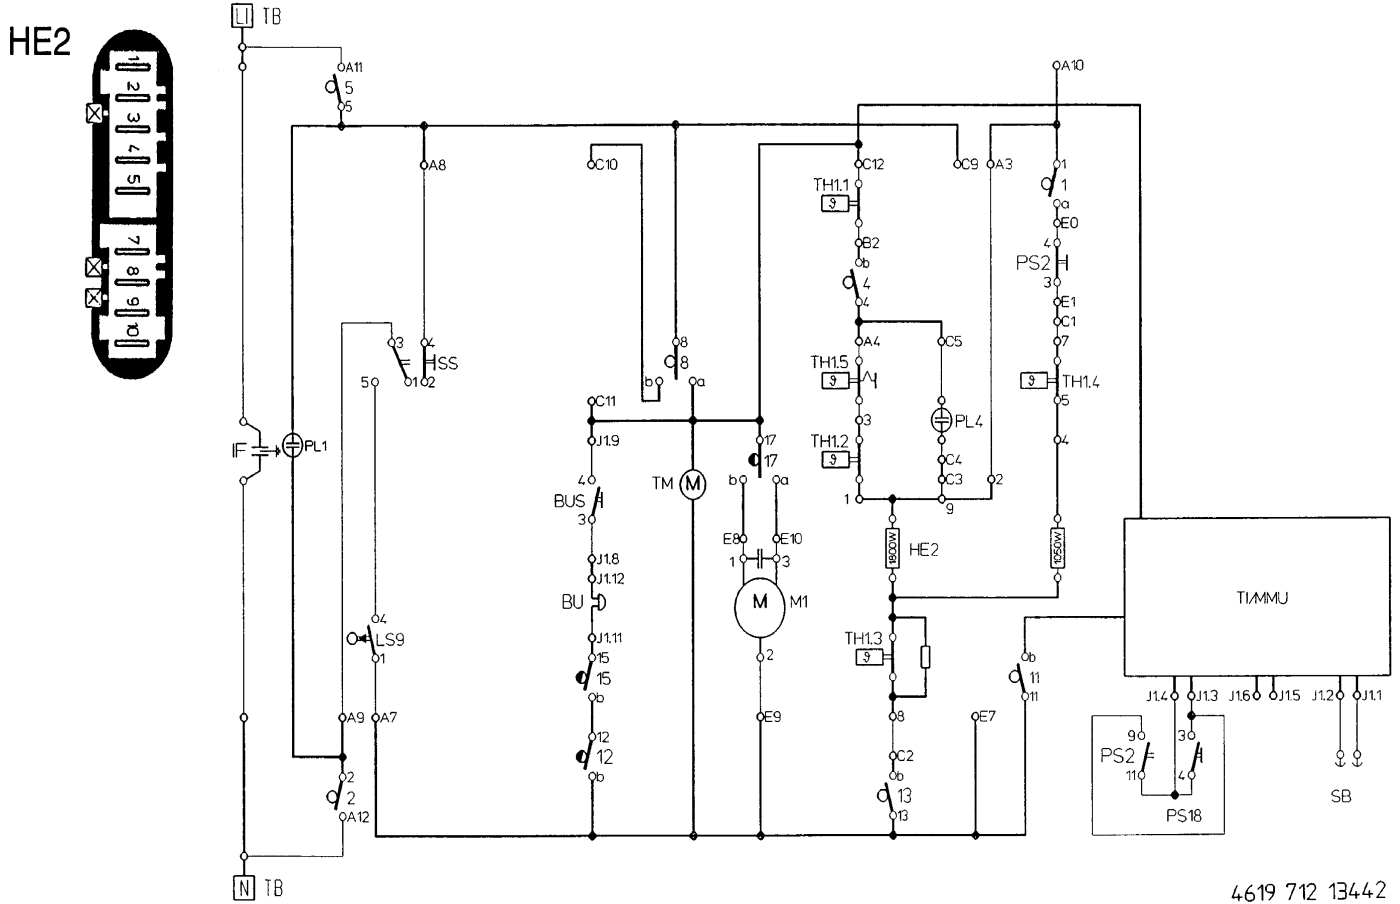 LI TB
HE2
1
2
3
4
5
7
8
9
10
A11
5
5
A10
A8
C10
C12
C9 A3
1
1
a
TH1.1
ϑ
E0
B2
4
PS2
3
b
4
4
E1
C1
3
4
SS
1 2
5
8
8
b a
A4
C5
7
TH1.5
ϑ
ϑ
TH1.4
5
C11
3
PL4
IF
PL1
J1.9
17
17
TH1.2
ϑ
4
C4
C3
2
4
BUS
3
TM
M
b a
1
9
E8 E10
1 3
1800W
HE2
1050W
J1.8
J1.12
BU
M
M1
TI/MMU
J1.11
4
LS9
1
15
15
b
2
TH1.3
ϑ
b
11
11
J1.4 J1.3 J1.6 J1.5 J1.2 J1.1
A9 A7
E9
8
E7
12
12
b
9
PS2
11
3
4
C2
b
13
13
2
2
A12
PS18
SB
N TB
4619 712 13442